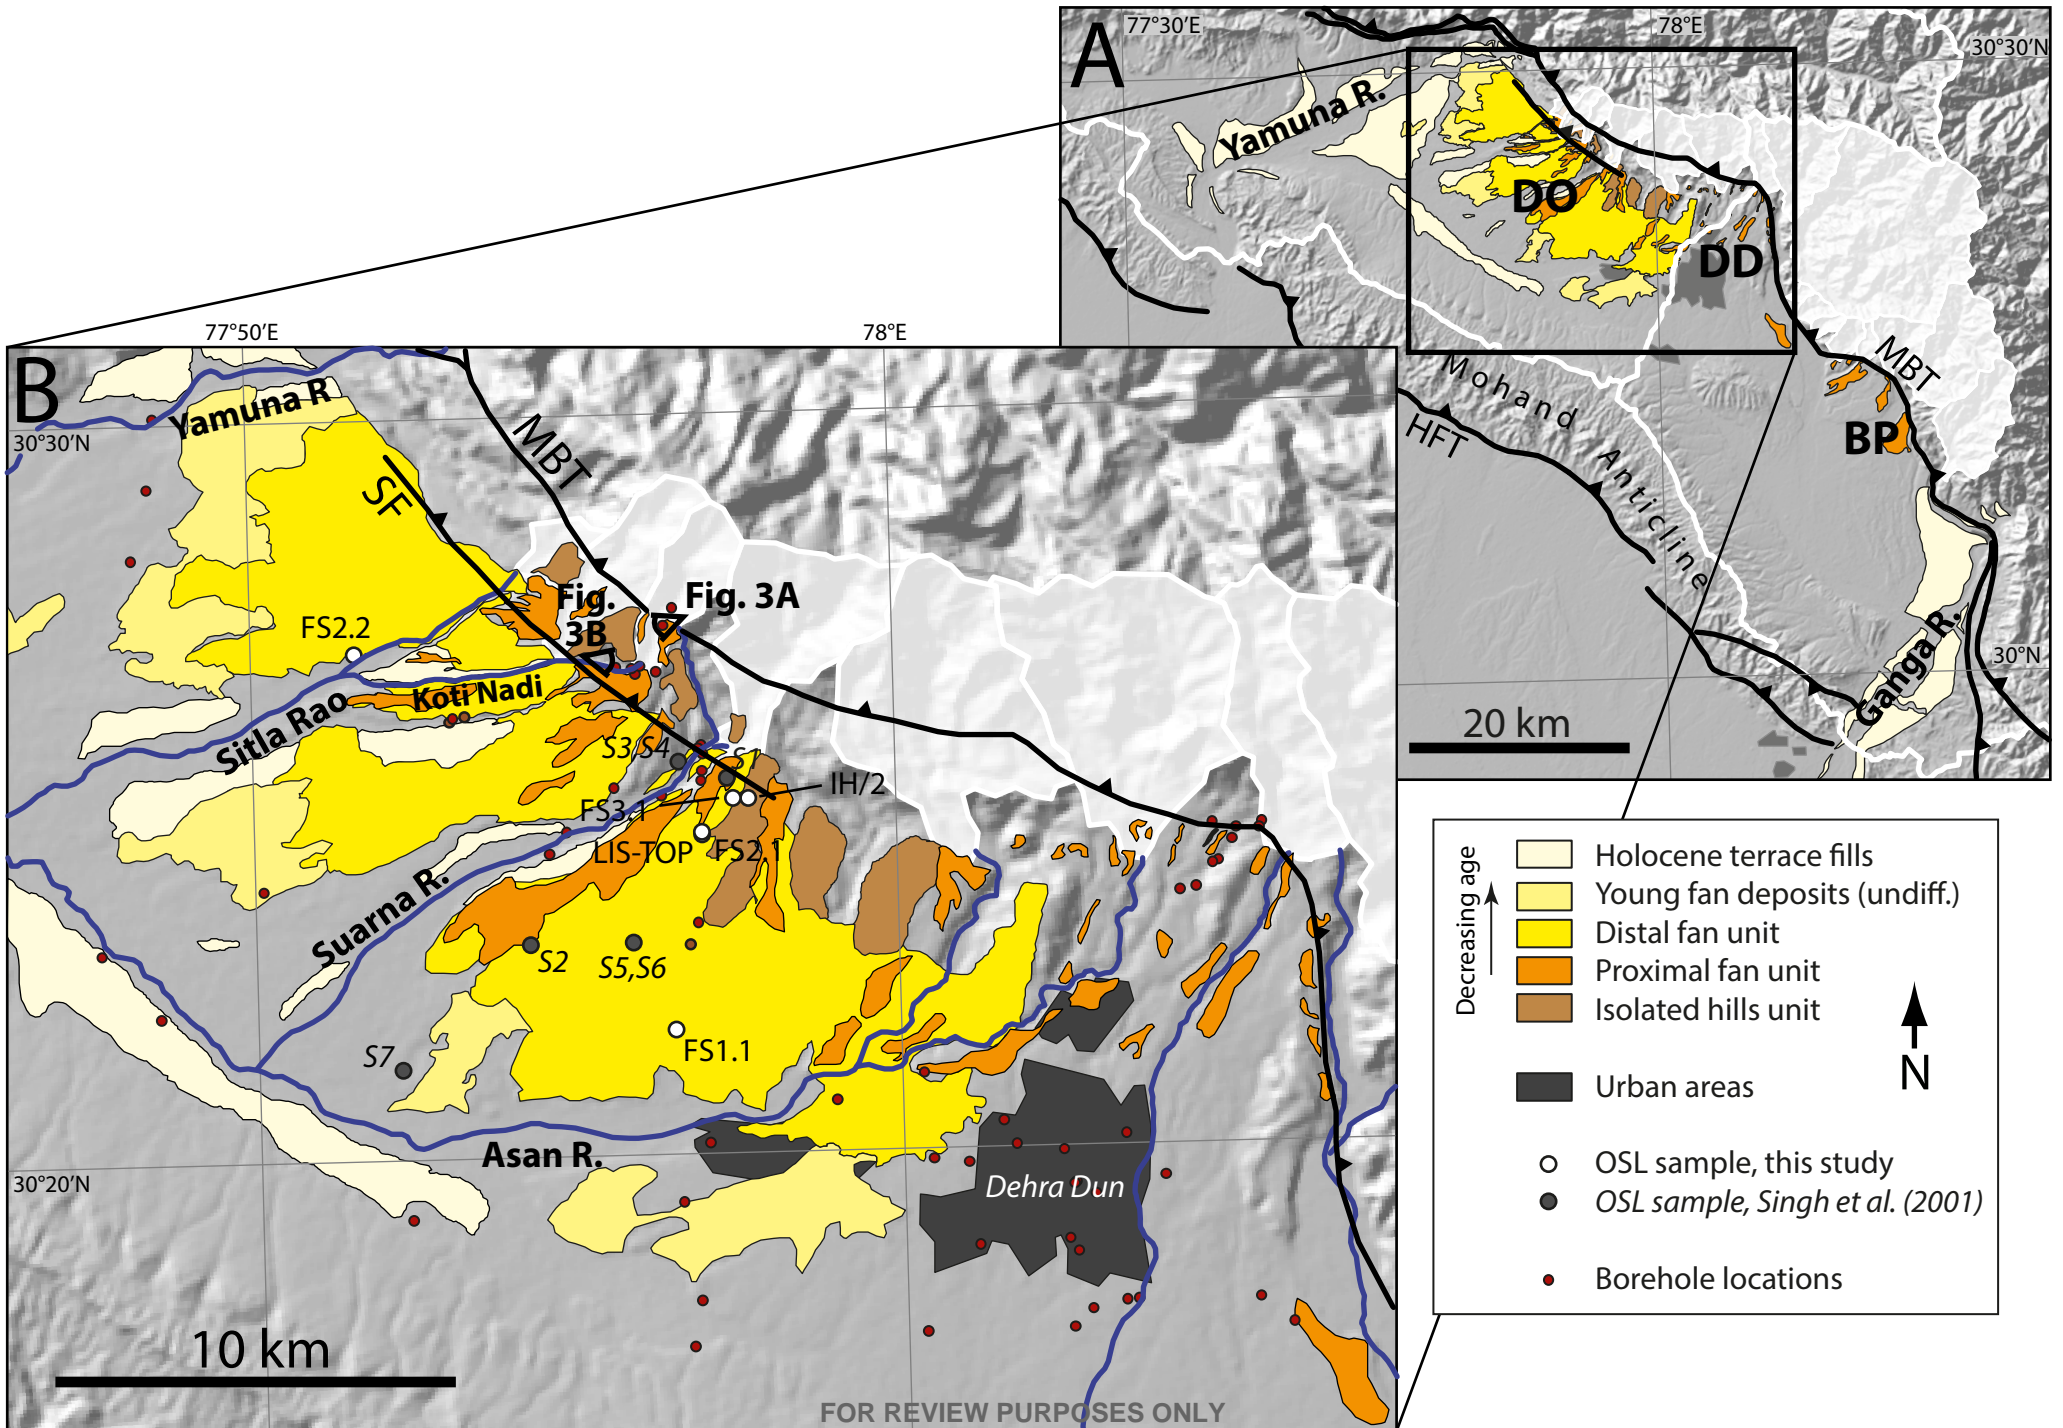 A
77°30'E
78°E
30°30'N
Yamuna R.
DO
DD
MBT
BP
Mohand
Anticline
HFT
Ganga R.
30°N
20 km
77°50'E
78°E
B
Yamuna R
30°30'N
MBT
SF
Fig.
3B
Fig. 3A
FS2.2
Koti Nadi
Sitla Rao
S3,S4
S1
IH/2
FS3.1
LIS-TOP
FS2.1
Suarna R.
S2
S5,S6
FS1.1
S7
Asan R.
30°20'N
Dehra Dun
10 km
FOR REVIEW PURPOSES ONLY
Decreasing age
Holocene terrace fills
Young fan deposits (undiff.)
Distal fan unit
Proximal fan unit
Isolated hills unit
N
Urban areas
OSL sample, this study
OSL sample, Singh et al. (2001)
Borehole locations